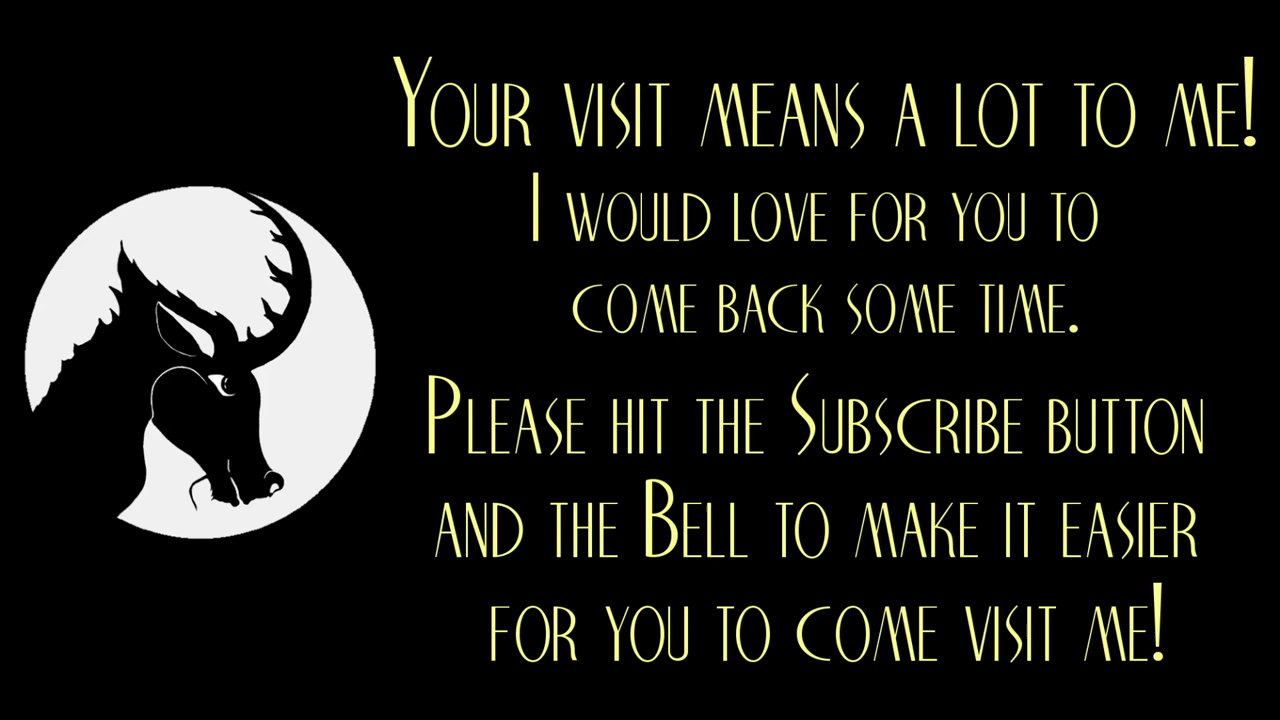 Your visit means a lot to me!
I would love for you to
come back some time.
Please hit the Subscribe button
and the Bell to make it easier
for you to come visit me!